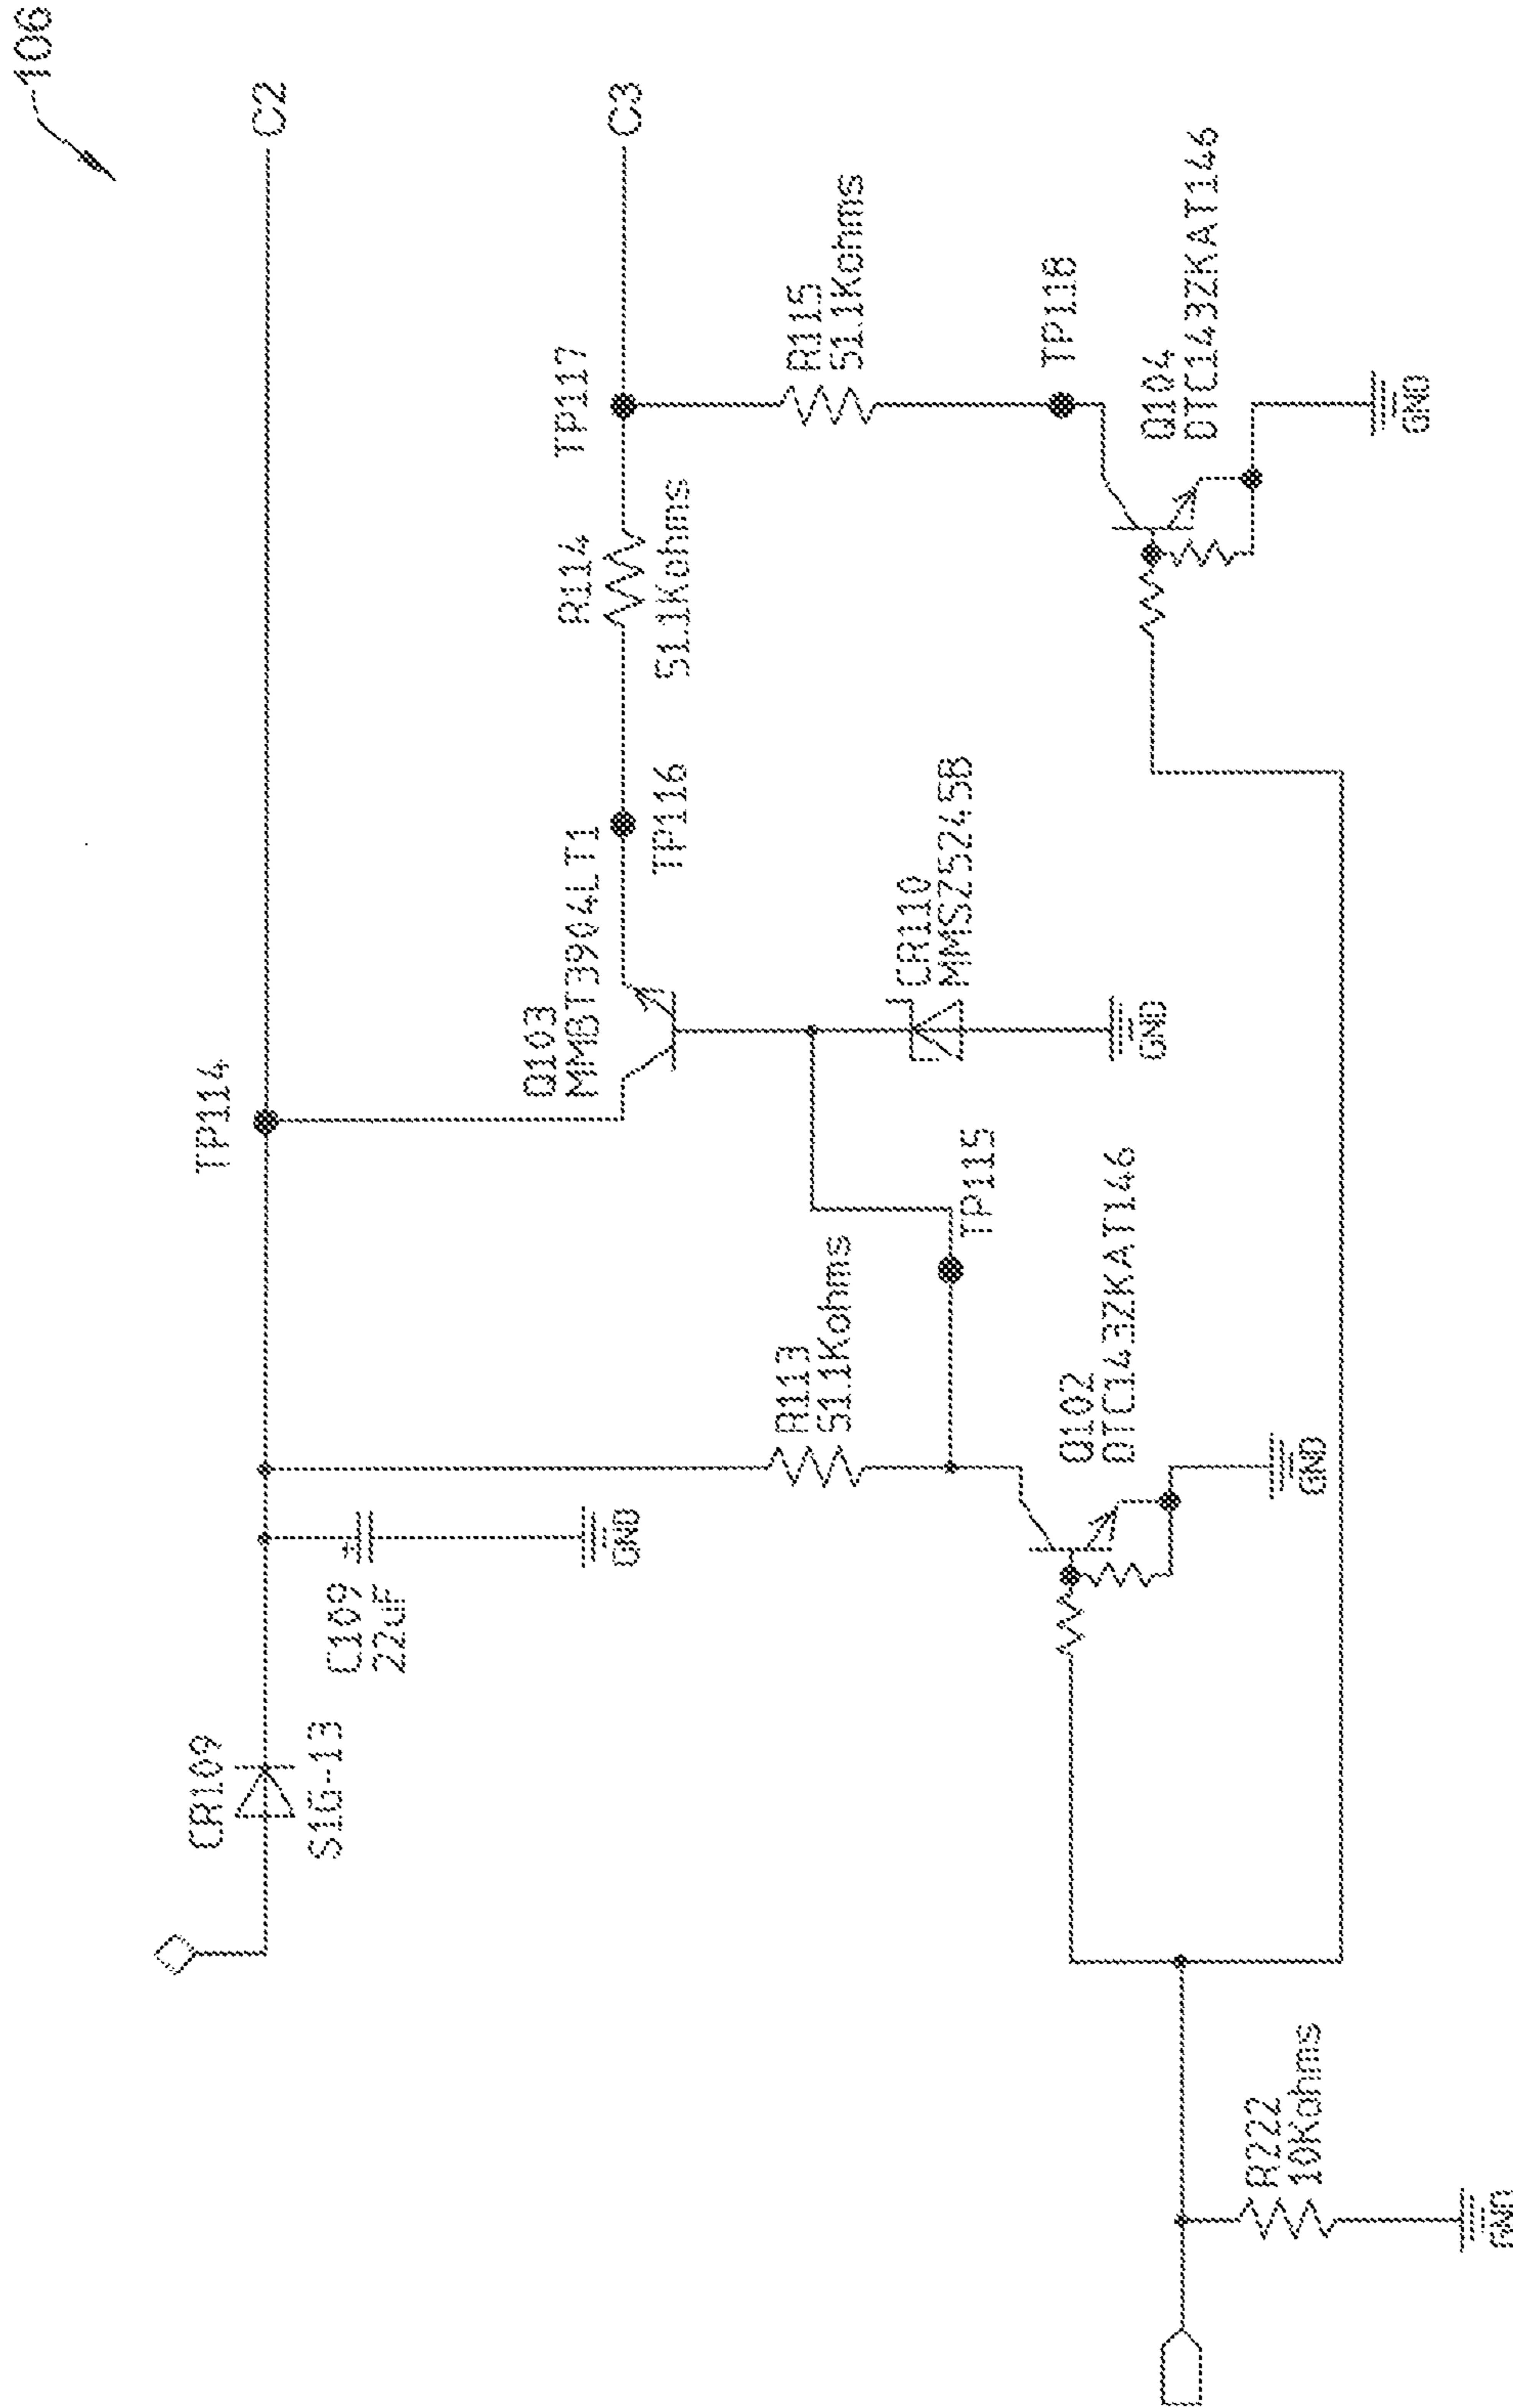 106
C2
C3
TP114
TP117
R114
51.1Kohms
R115
51.1Kohms
TP118
Q104
DTC143ZKAT146
GND
Q103
MMBT3904LT1
TP116
CR110
MMSZ5245B
GND
TP115
R113
51.1Kohms
Q102
DTC143ZKAT146
GND
CR109
S1G-13
C109
22uF
+
GND
R222
10Kohms
GND